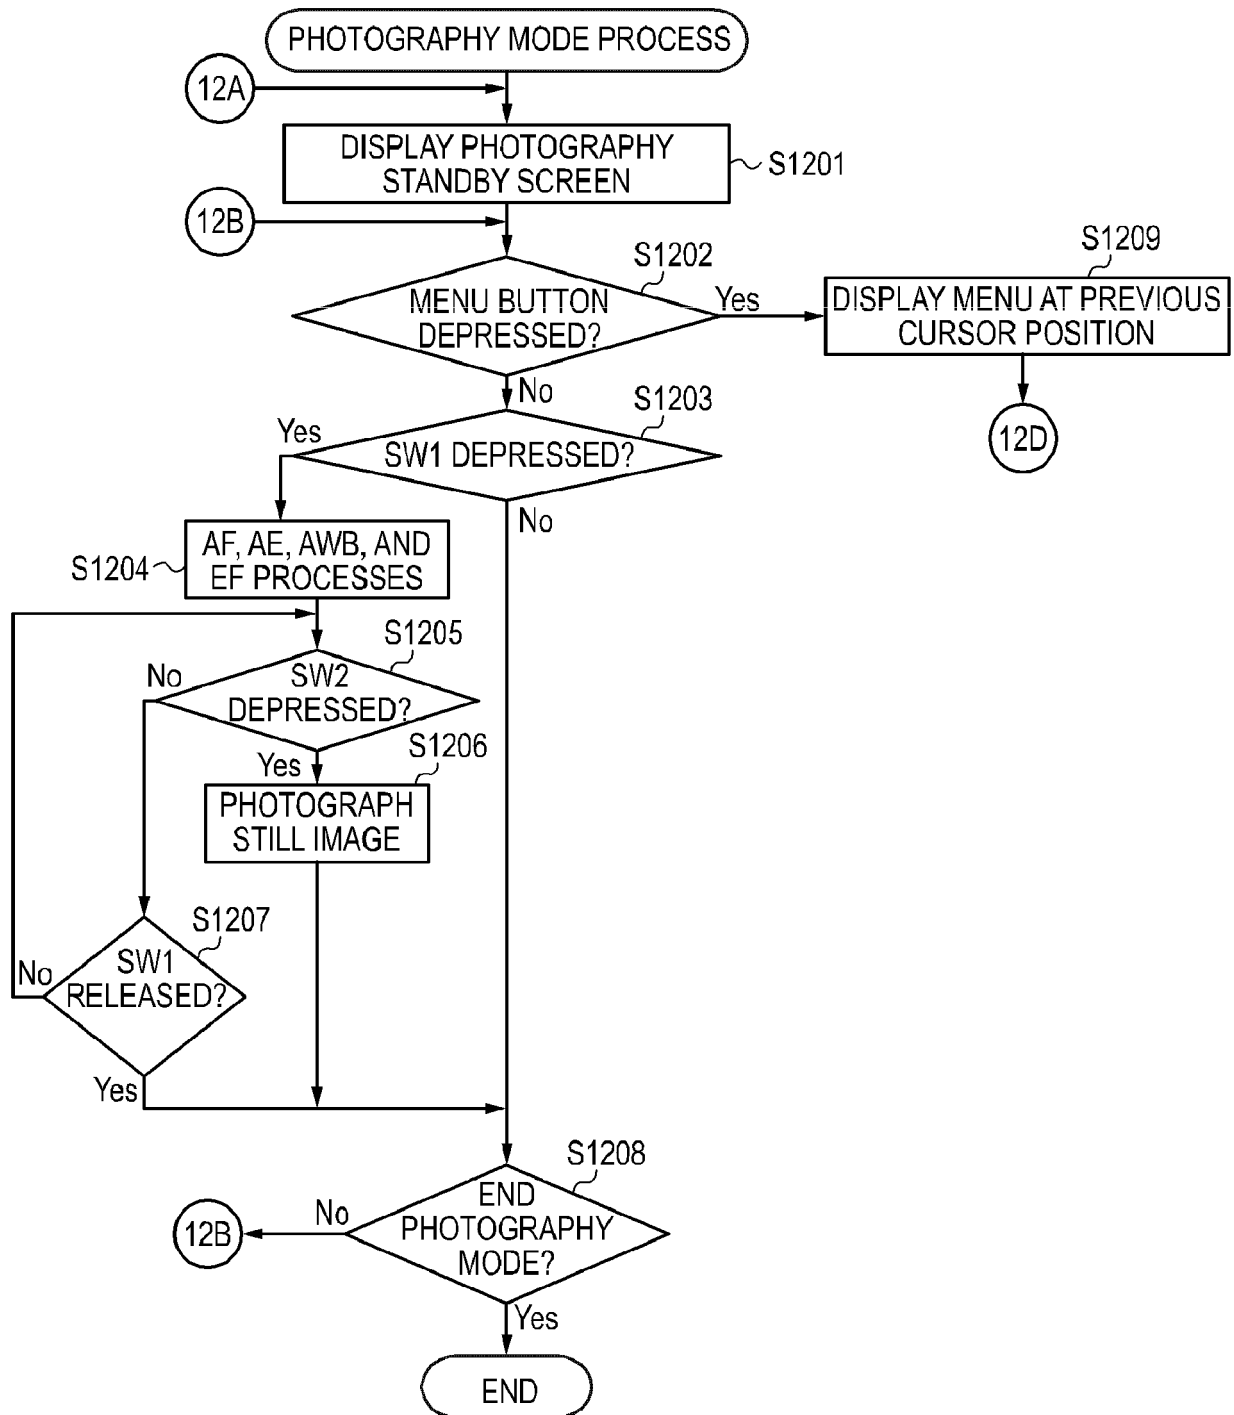 PHOTOGRAPHY MODE PROCESS
12A
DISPLAY PHOTOGRAPHY
STANDBY SCREEN
S1201
12B
S1202
MENU BUTTON
DEPRESSED?
Yes
S1209
DISPLAY MENU AT PREVIOUS
CURSOR POSITION
12D
No
S1203
SW1 DEPRESSED?
Yes
No
S1204
AF, AE, AWB, AND
EF PROCESSES
S1205
SW2
DEPRESSED?
No
Yes
S1206
PHOTOGRAPH
STILL IMAGE
S1207
SW1
RELEASED?
No
Yes
S1208
END
PHOTOGRAPHY
MODE?
No
12B
Yes
END